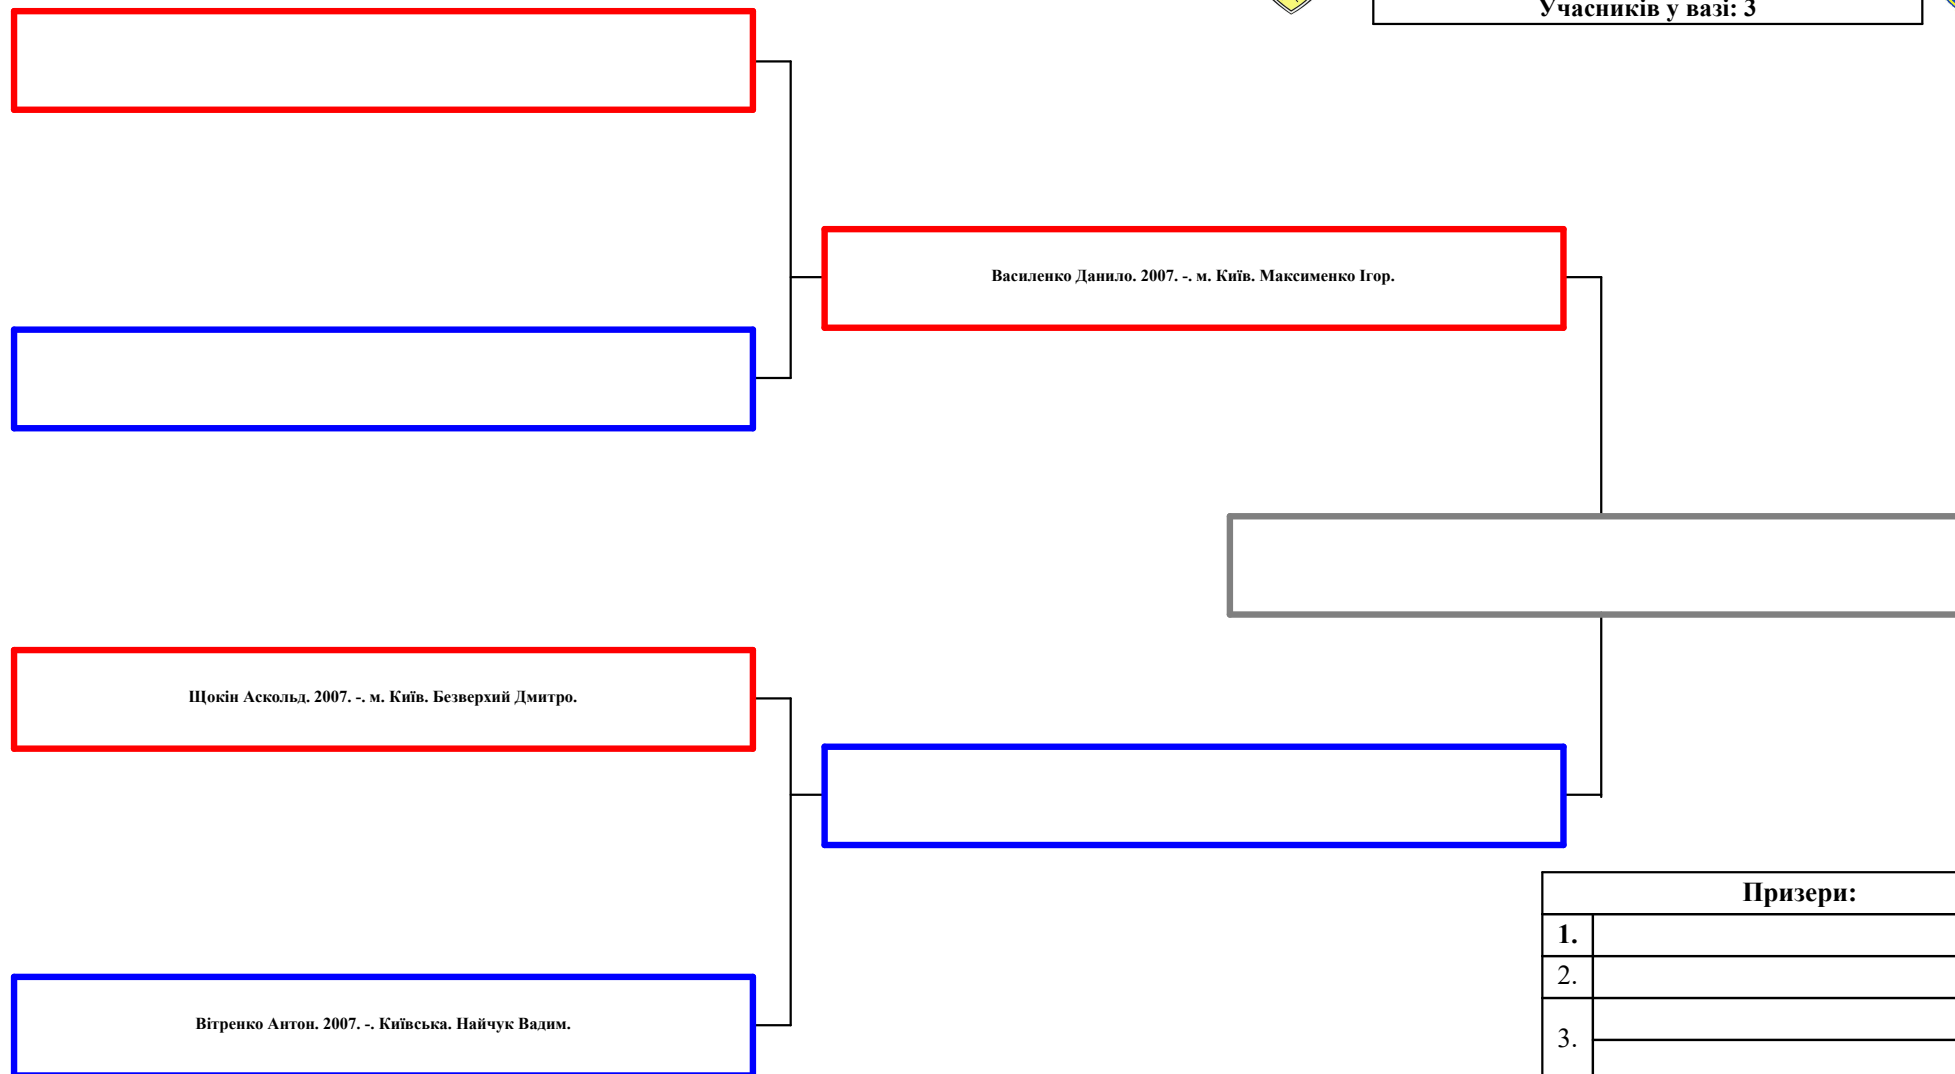 Учасників у вазі: 3
Василенко Данило. 2007. -. м. Київ. Максименко Ігор.
Щокін Аскольд. 2007. -. м. Київ. Безверхий Дмитро.
Вітренко Антон. 2007. -. Київська. Найчук Вадим.
Призери:
1.
2.
3.